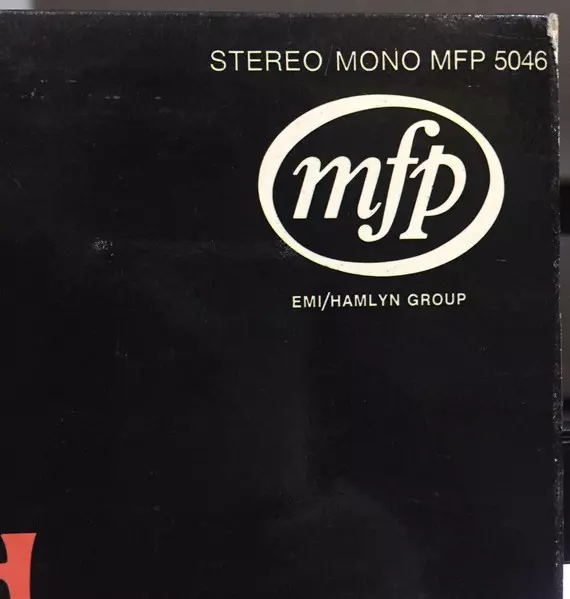 STEREO/MONO MFP 5046
mfp
EMI/HAMLYN GROUP